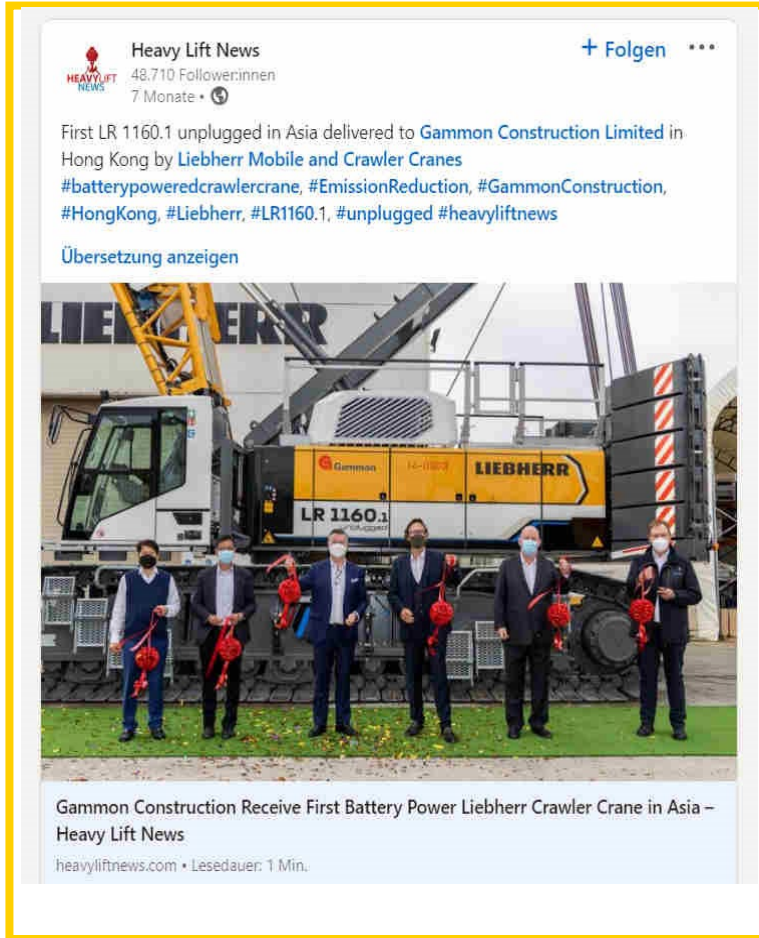 HEAVYLIFT
NEWS
Heavy Lift News
+ Folgen
48.710 Follower:innen
7 Monate •
First LR 1160.1 unplugged in Asia delivered to Gammon Construction Limited in
Hong Kong by Liebherr Mobile and Crawler Cranes
#batterypoweredcrawlercrane, #EmissionReduction, #GammonConstruction,
#HongKong, #Liebherr, #LR1160.1, #unplugged #heavyliftnews
Übersetzung anzeigen
LIEBHERR
Gammon
LIEBHERR
LR 1160.1
unplugged
Gammon Construction Receive First Battery Power Liebherr Crawler Crane in Asia –
Heavy Lift News
heavyliftnews.com • Lesedauer: 1 Min.